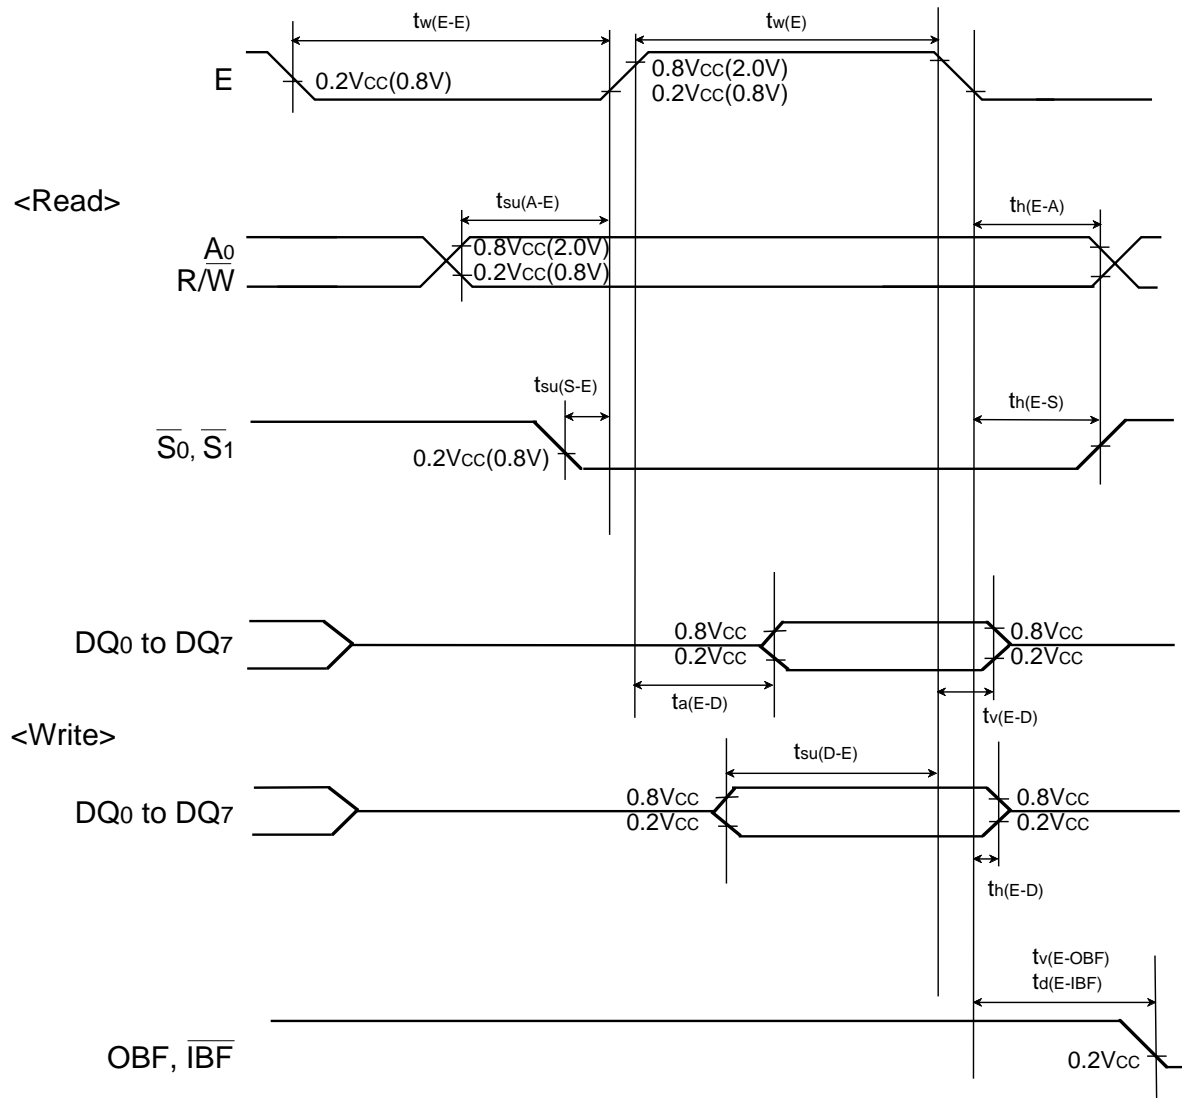 tw(E-E)
tw(E)
E
0.2VCC(0.8V)
0.8VCC(2.0V)
0.2VCC(0.8V)
<Read>
tsu(A-E)
th(E-A)
A0
R/W̅
0.8VCC(2.0V)
0.2VCC(0.8V)
tsu(S-E)
th(E-S)
S̅0, S̅1
0.2VCC(0.8V)
DQ0 to DQ7
0.8VCC
0.2VCC
0.8VCC
0.2VCC
ta(E-D)
tv(E-D)
<Write>
tsu(D-E)
DQ0 to DQ7
0.8VCC
0.2VCC
0.8VCC
0.2VCC
th(E-D)
tv(E-OBF)
td(E-IBF)
OBF, I̅B̅F̅
0.2VCC